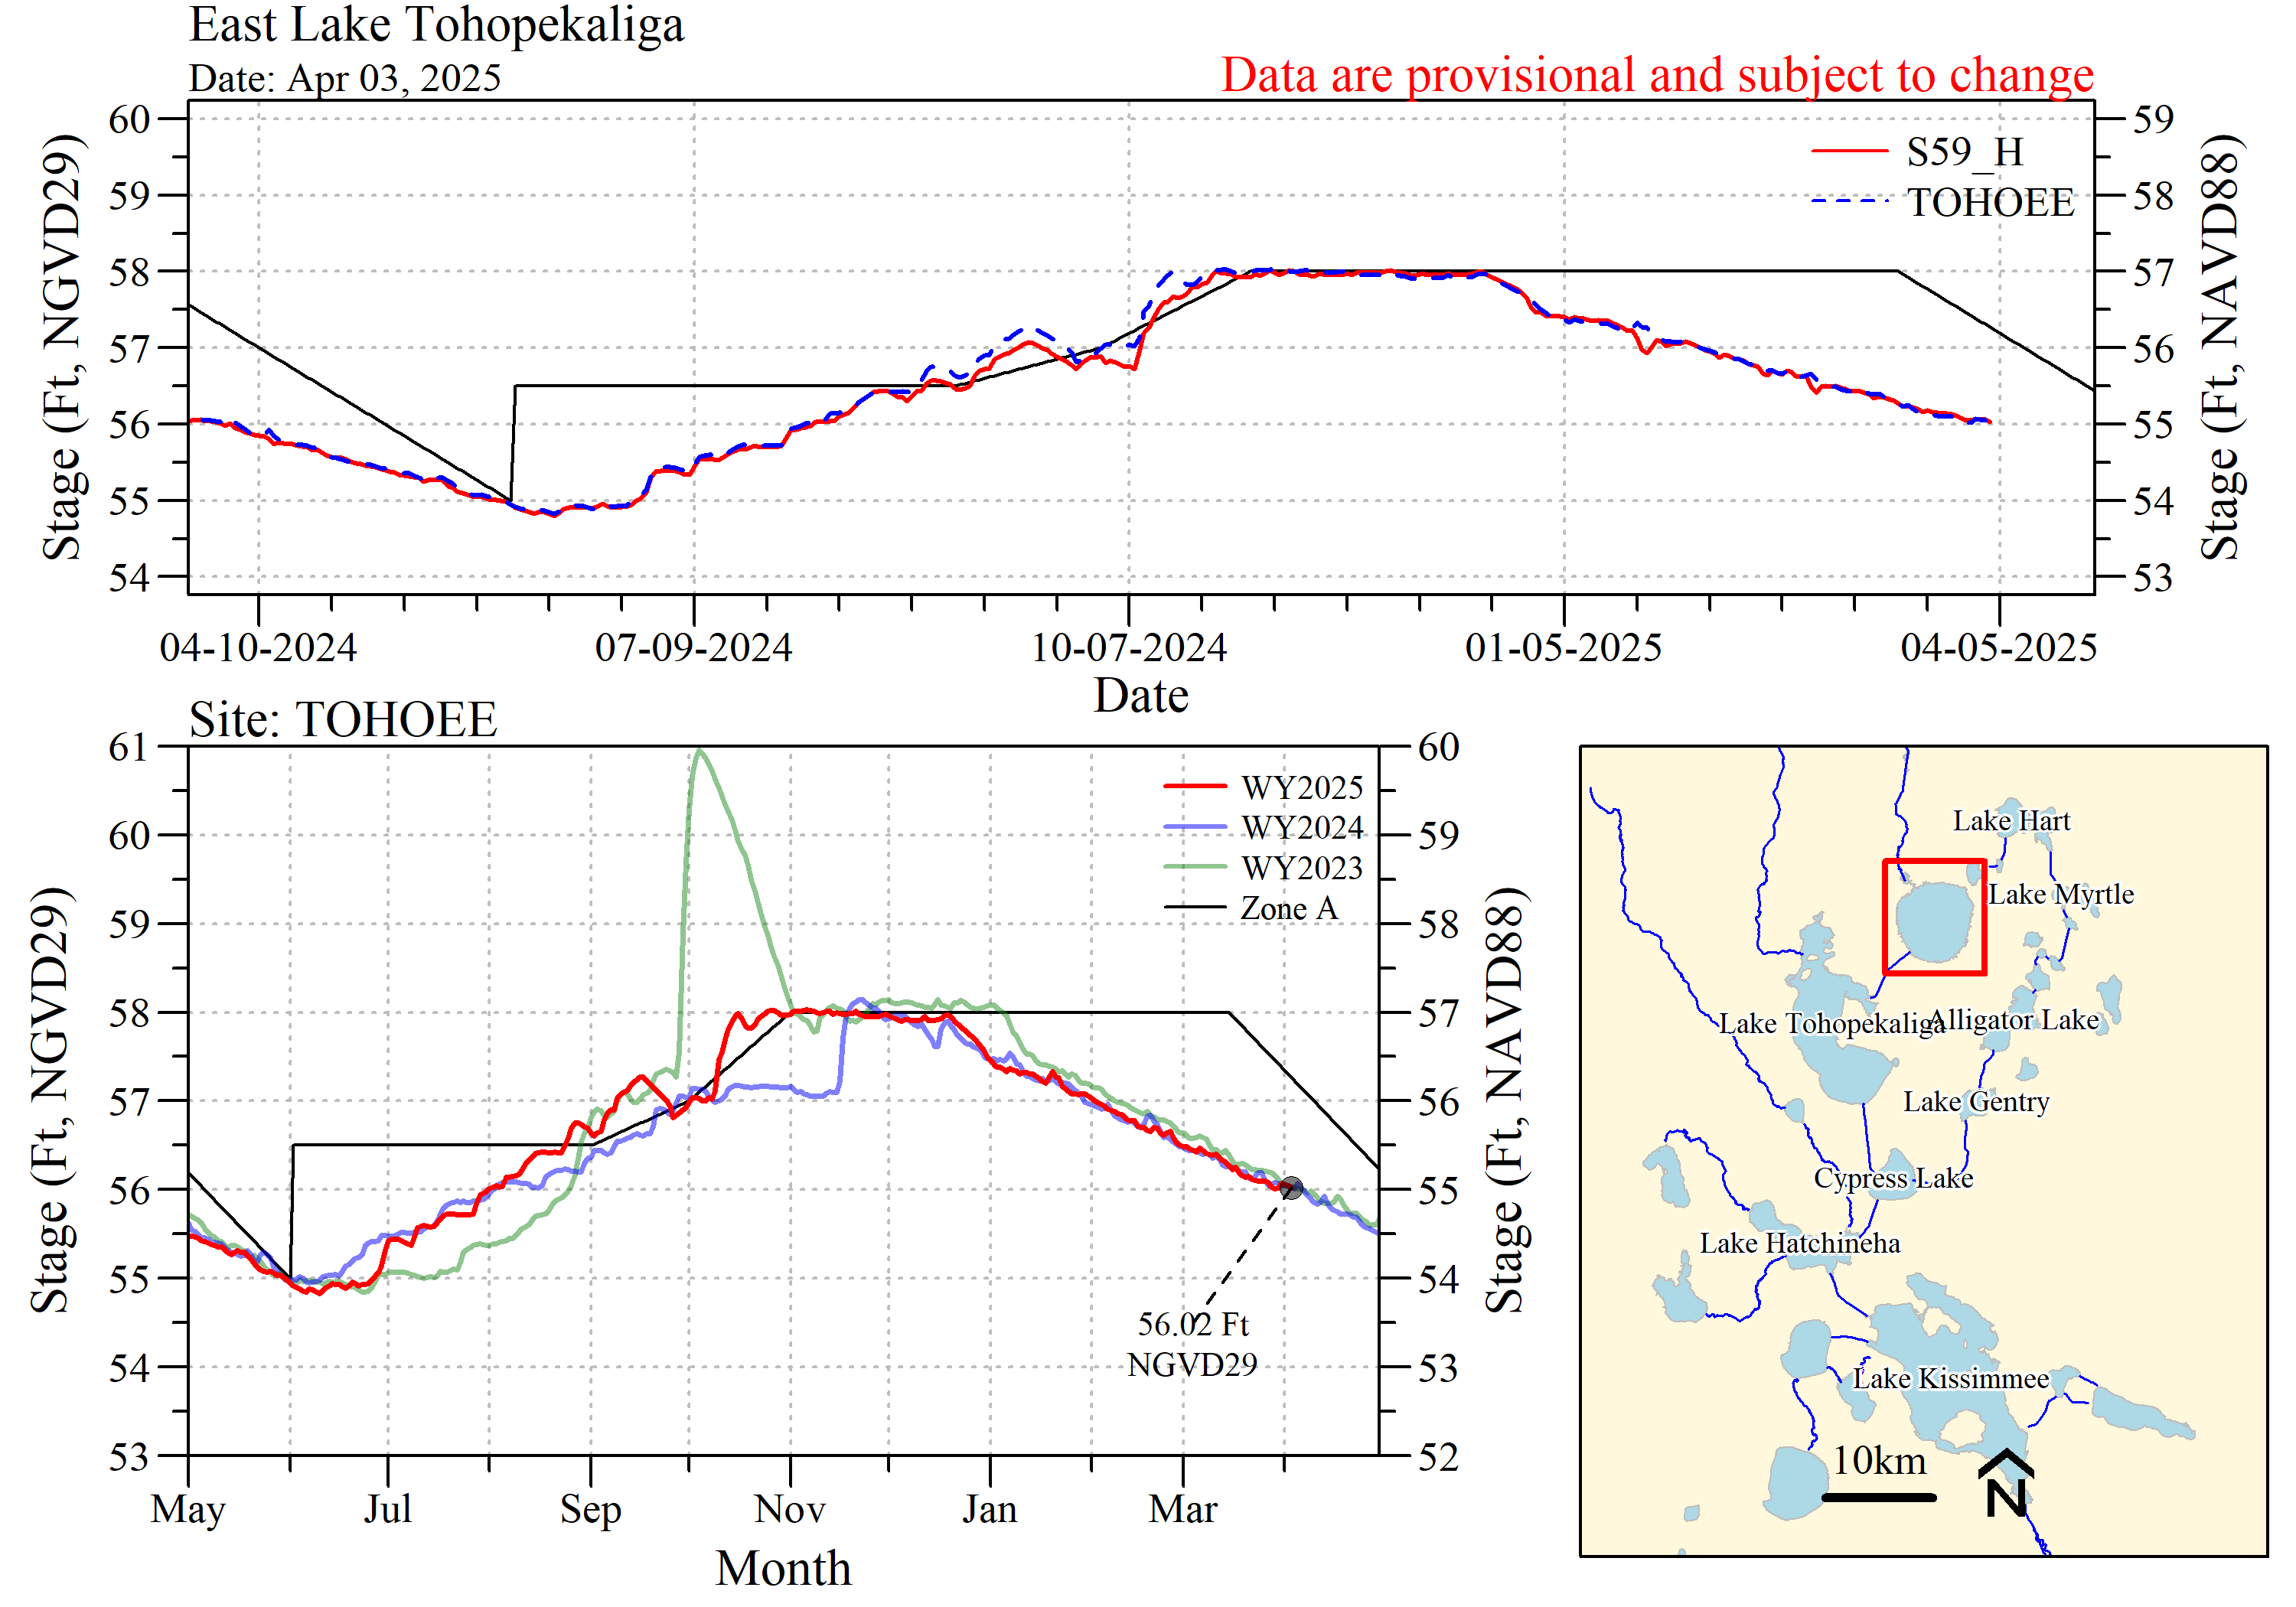 East Lake Tohopekaliga
Date: Apr 03, 2025
Data are provisional and subject to change
Stage (Ft, NGVD29)
60
59
58
57
56
55
54
S59_H
TOHOEE
59
58
57
56
55
54
53
Stage (Ft, NAVD88)
04-10-2024 07-09-2024 10-07-2024 01-05-2025 04-05-2025
Date
Site: TOHOEE
Stage (Ft, NGVD29)
61
60
59
58
57
56
55
54
53
WY2025
WY2024
WY2023
Zone A
56.02 Ft
NGVD29
60
59
58
57
56
55
54
53
52
Stage (Ft, NAVD88)
May Jul Sep Nov Jan Mar
Month
Lake Hart
Lake Myrtle
Lake Tohopekaliga
Alligator Lake
Lake Gentry
Cypress Lake
Lake Hatchineha
Lake Kissimmee
10km
N